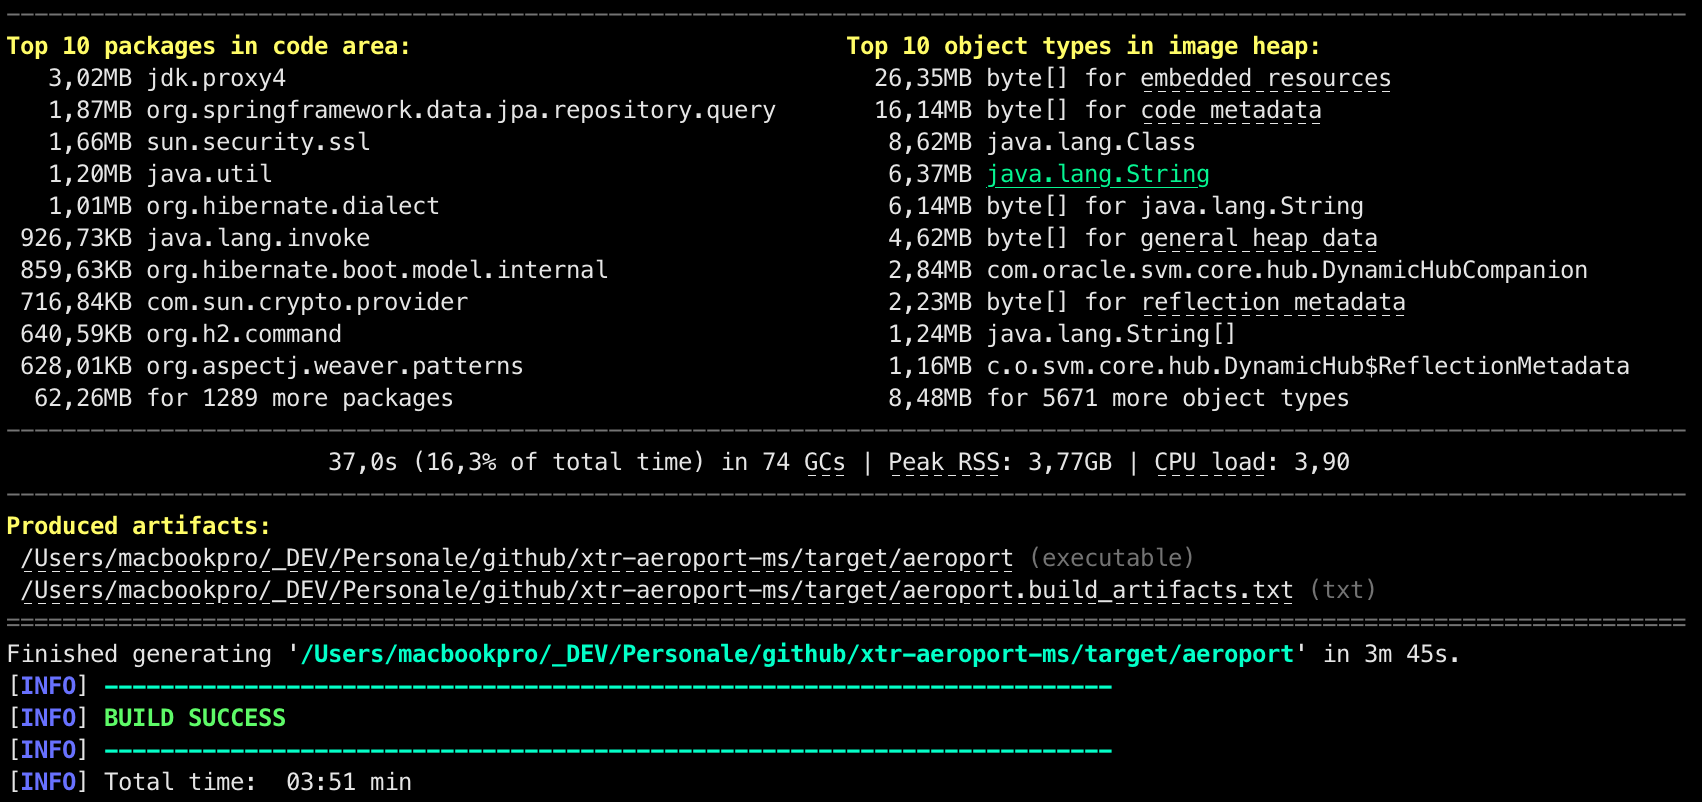 Top 10 packages in code area: Top 10 object types in image heap:
3,02MB jdk.proxy4 26,35MB byte[] for embedded resources
1,87MB org.springframework.data.jpa.repository.query 16,14MB byte[] for code metadata
1,66MB sun.security.ssl 8,62MB java.lang.Class
1,20MB java.util 6,37MB java.lang.String
1,01MB org.hibernate.dialect 6,14MB byte[] for java.lang.String
926,73KB java.lang.invoke 4,62MB byte[] for general heap data
859,63KB org.hibernate.boot.model.internal 2,84MB com.oracle.svm.core.hub.DynamicHubCompanion
716,84KB com.sun.crypto.provider 2,23MB byte[] for reflection metadata
640,59KB org.h2.command 1,24MB java.lang.String[]
628,01KB org.aspectj.weaver.patterns 1,16MB c.o.svm.core.hub.DynamicHub$ReflectionMetadata
62,26MB for 1289 more packages 8,48MB for 5671 more object types
37,0s (16,3% of total time) in 74 GCs | Peak RSS: 3,77GB | CPU load: 3,90
Produced artifacts:
/Users/macbookpro/_DEV/Personale/github/xtr-aeroport-ms/target/aeroport (executable)
/Users/macbookpro/_DEV/Personale/github/xtr-aeroport-ms/target/aeroport.build_artifacts.txt (txt)
Finished generating '/Users/macbookpro/_DEV/Personale/github/xtr-aeroport-ms/target/aeroport' in 3m 45s.
[INFO] ------------------------------------------------------------------------
[INFO] BUILD SUCCESS
[INFO] ------------------------------------------------------------------------
[INFO] Total time:  03:51 min